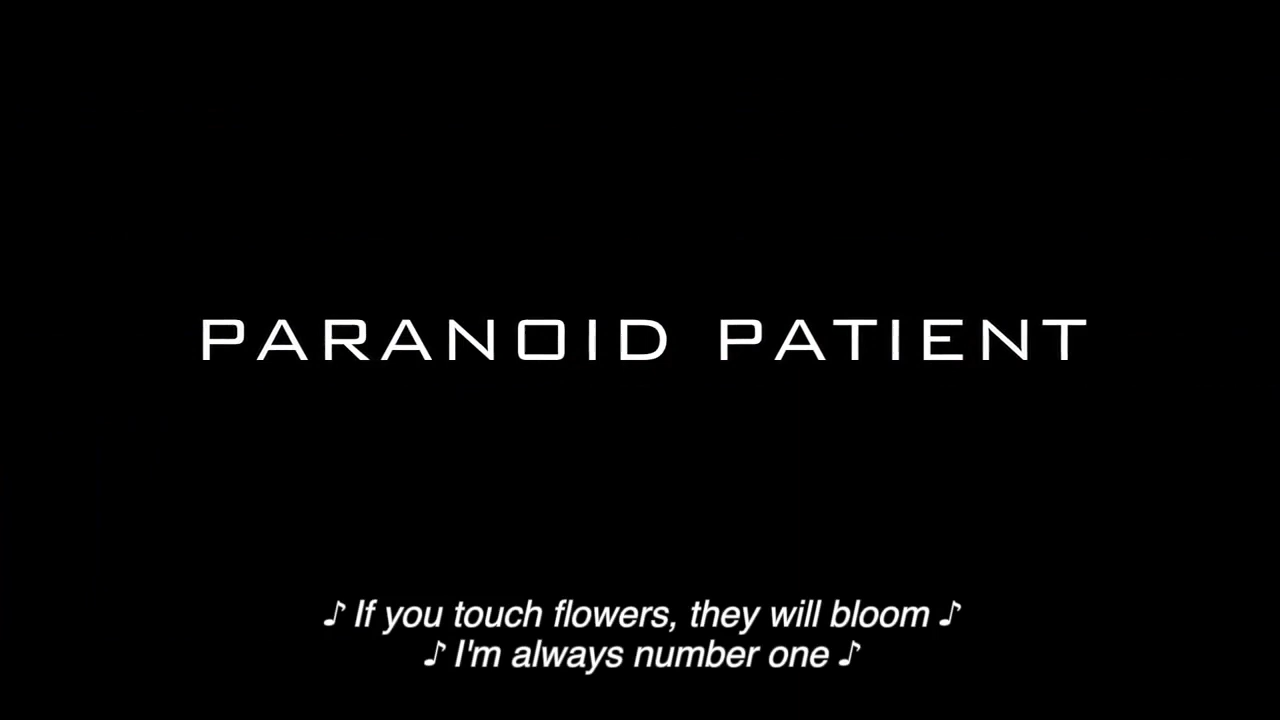 PARANOID PATIENT
♪ If you touch flowers, they will bloom ♪
♪ I'm always number one ♪